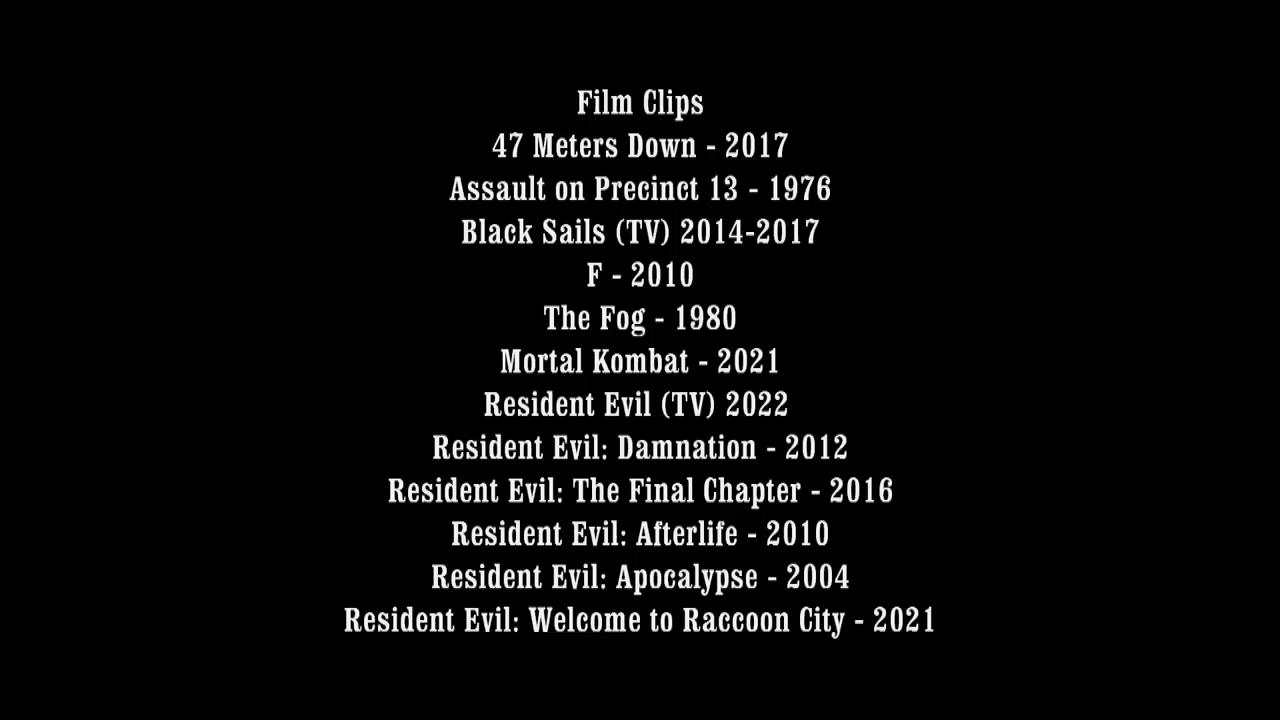 Film Clips
47 Meters Down - 2017
Assault on Precinct 13 - 1976
Black Sails (TV) 2014-2017
F - 2010
The Fog - 1980
Mortal Kombat - 2021
Resident Evil (TV) 2022
Resident Evil: Damnation - 2012
Resident Evil: The Final Chapter - 2016
Resident Evil: Afterlife - 2010
Resident Evil: Apocalypse - 2004
Resident Evil: Welcome to Raccoon City - 2021